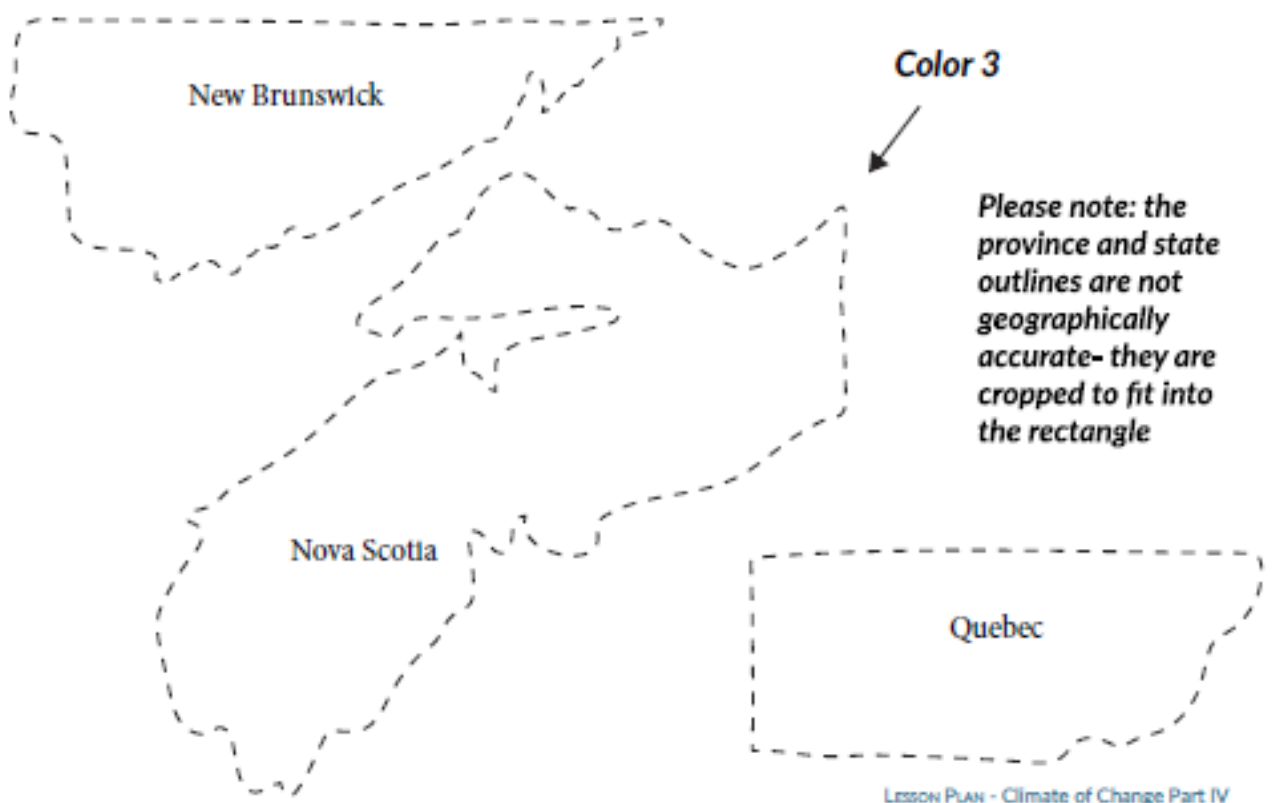 Color 3
New Brunswick
Please note: the
province and state
outlines are not
geographically
accurate- they are
cropped to fit into
the rectangle
Nova Scotia
Quebec
Lesson Plan - Climate of Change Part IV